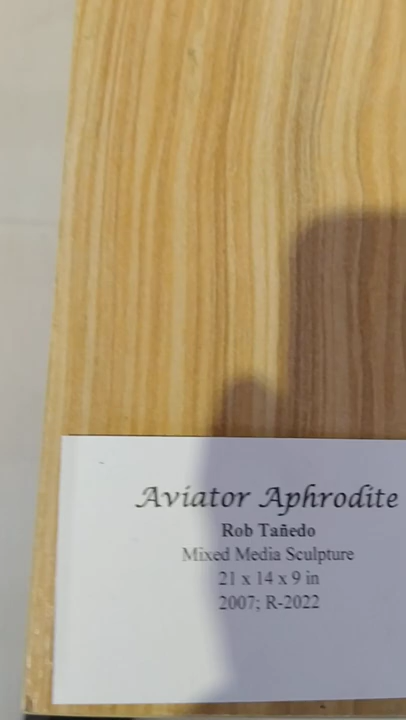 Aviator Aphrodite
Rob Tañedo
Mixed Media Sculpture
21 x 14 x 9 in
2007; R-2022